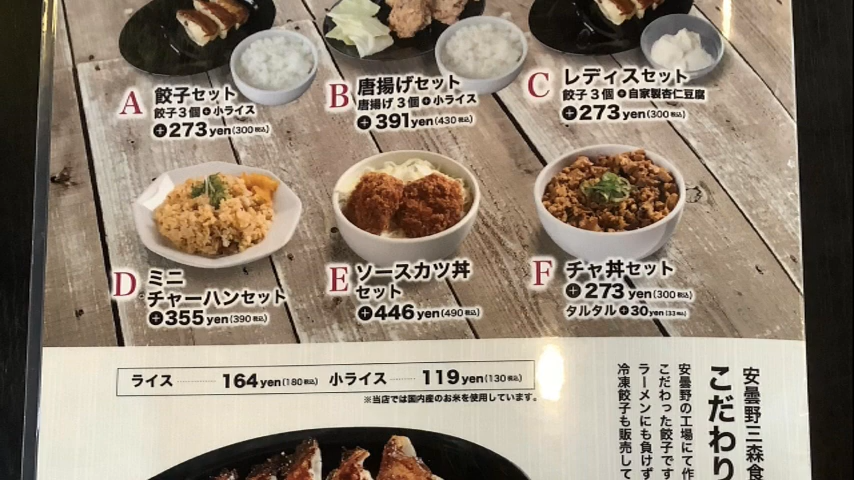 A 餃子セット
餃子3個+小ライス
+273yen(300税込)
B 唐揚げセット
唐揚げ3個+小ライス
+391yen(430税込)
C レディスセット
餃子3個+自家製杏仁豆腐
+273yen(300税込)
D ミニ
チャーハンセット
+355yen(390税込)
E ソースカツ丼
セット
+446yen(490税込)
F チャ丼セット
+273yen(300税込)
タルタル+30yen(33税込)
ライス 164yen(180税込) 小ライス 119yen(130税込)
※当店では国内産のお米を使用しています。
安曇野三森食
こだわり
安曇野の工場にて作
こだわった餃子です
ラーメンにも負けず
冷凍餃子も販売して